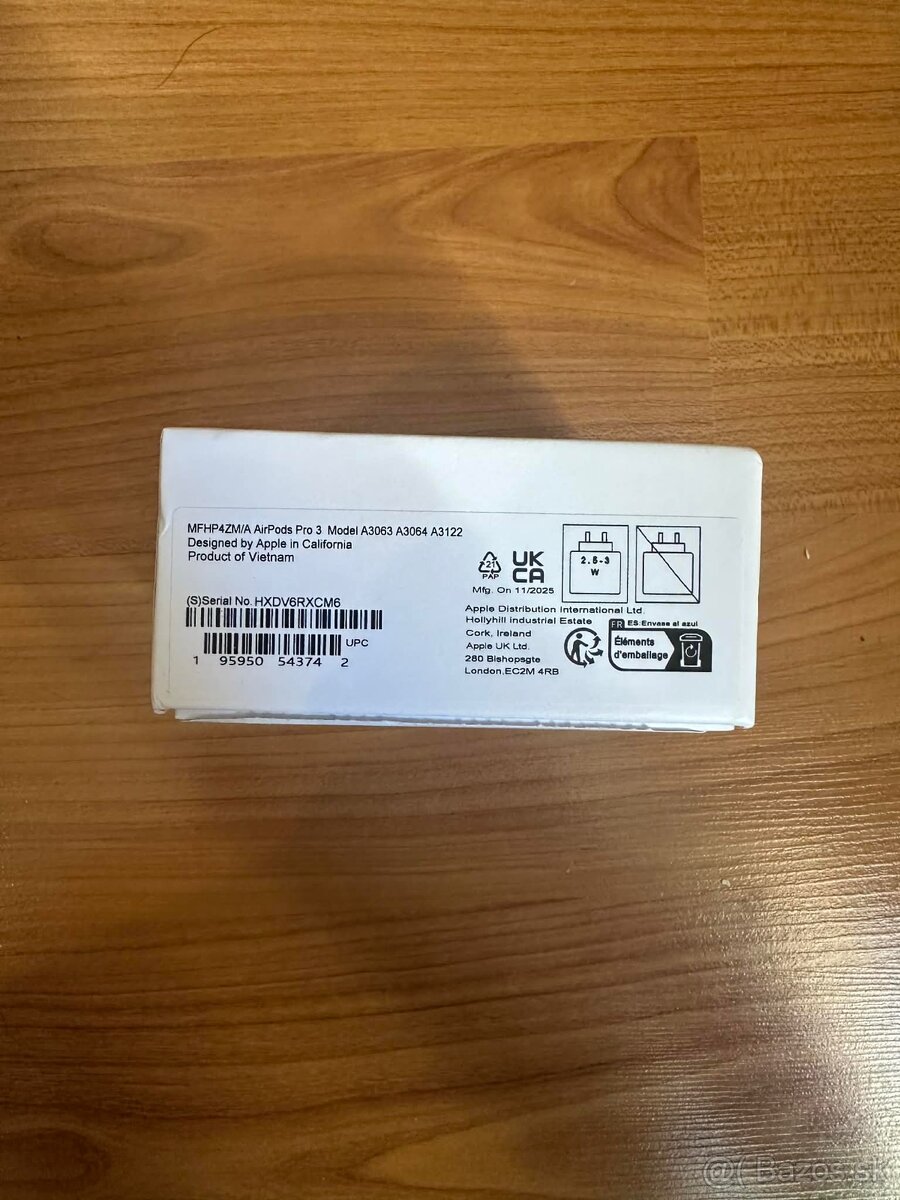 MFHP4ZM/A AirPods Pro 3 Model A3063 A3064 A3122
Designed by Apple in California
Product of Vietnam
(S)Serial No. HXDV6RXCM6
UPC
1 95950 54374 2
21
PAP
UK
CA
Mfg. On 11/2025
2.5-3
W
Apple Distribution International Ltd.
Hollyhill industrial Estate
Cork, Ireland
Apple UK Ltd.
280 Bishopsgte
London,EC2M 4RB
FR ES:Envase al azul
Éléments
d'emballage
Bazos.sk